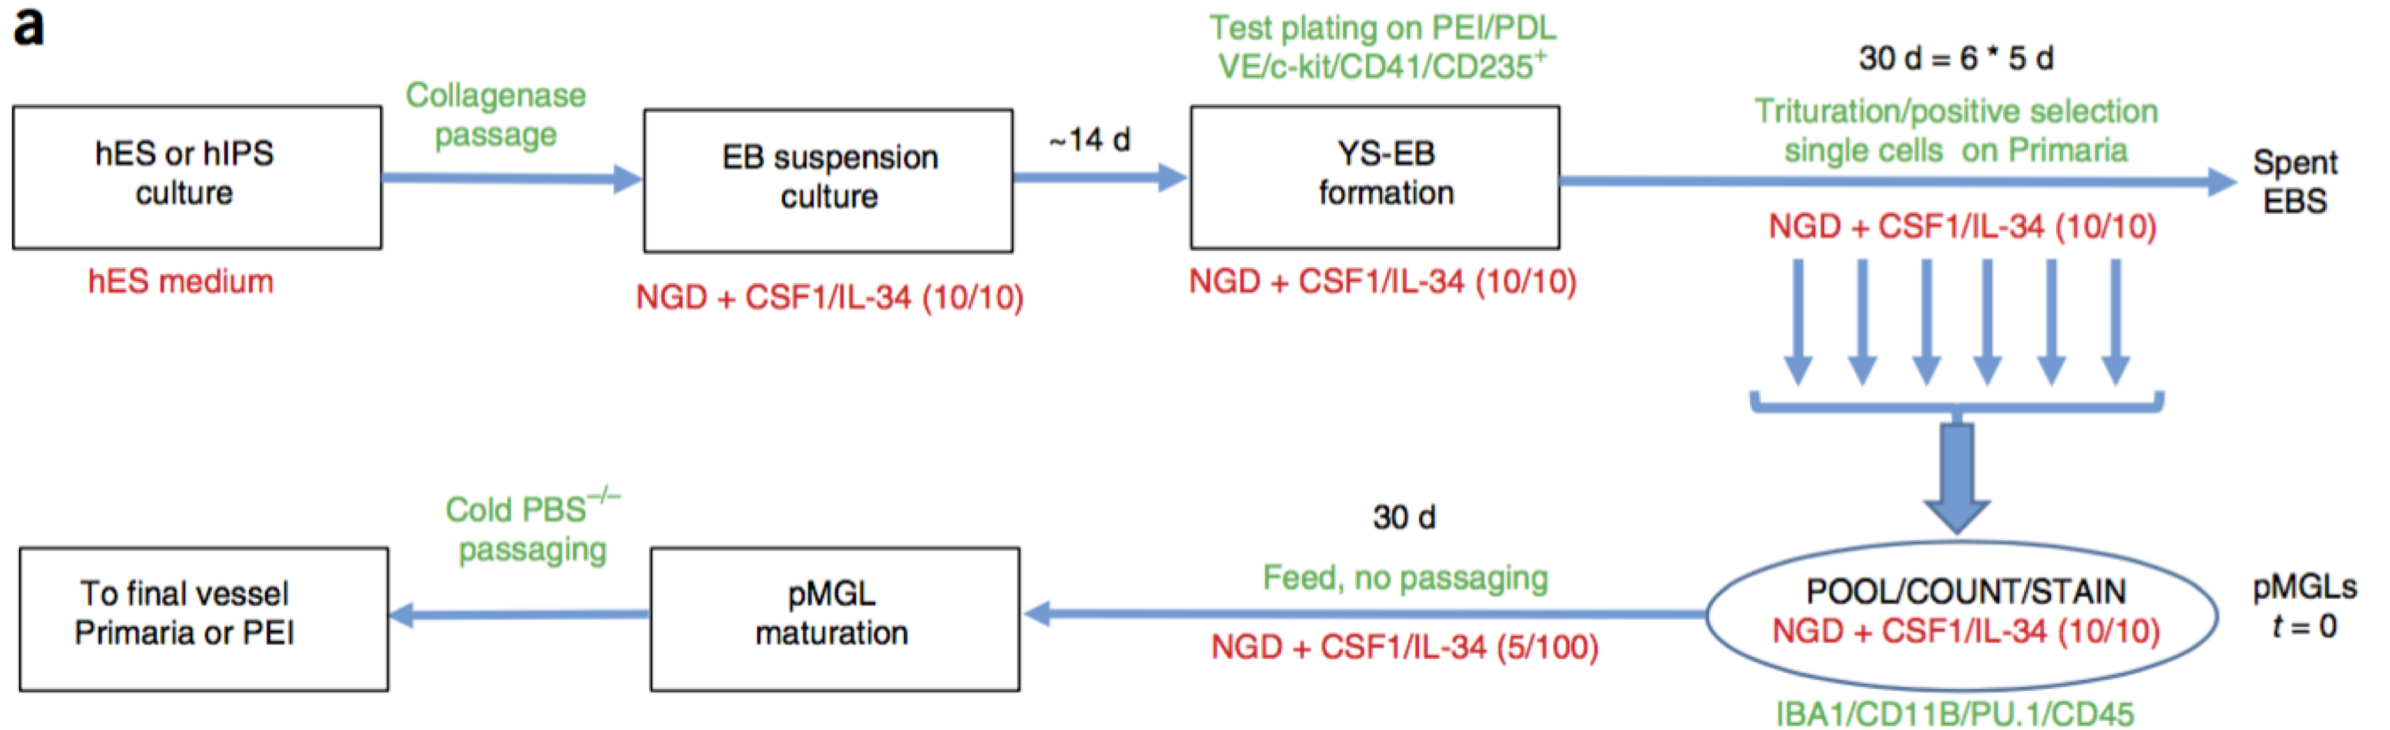 a
hES or hIPS
culture
hES medium
Collagenase
passage
EB suspension
culture
NGD + CSF1/IL-34 (10/10)
~14 d
Test plating on PEI/PDL
VE/c-kit/CD41/CD235⁺
YS-EB
formation
NGD + CSF1/IL-34 (10/10)
30 d = 6 * 5 d
Trituration/positive selection
single cells on Primaria
NGD + CSF1/IL-34 (10/10)
Spent
EBS
POOL/COUNT/STAIN
NGD + CSF1/IL-34 (10/10)
IBA1/CD11B/PU.1/CD45
pMGLs
t = 0
30 d
Feed, no passaging
NGD + CSF1/IL-34 (5/100)
pMGL
maturation
Cold PBS⁻/⁻
passaging
To final vessel
Primaria or PEI